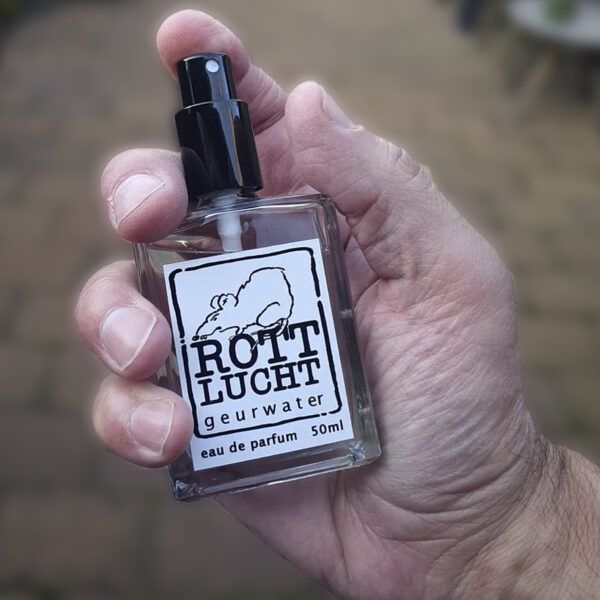 ROTT
LUCHT
geurwater
eau de parfum 50ml